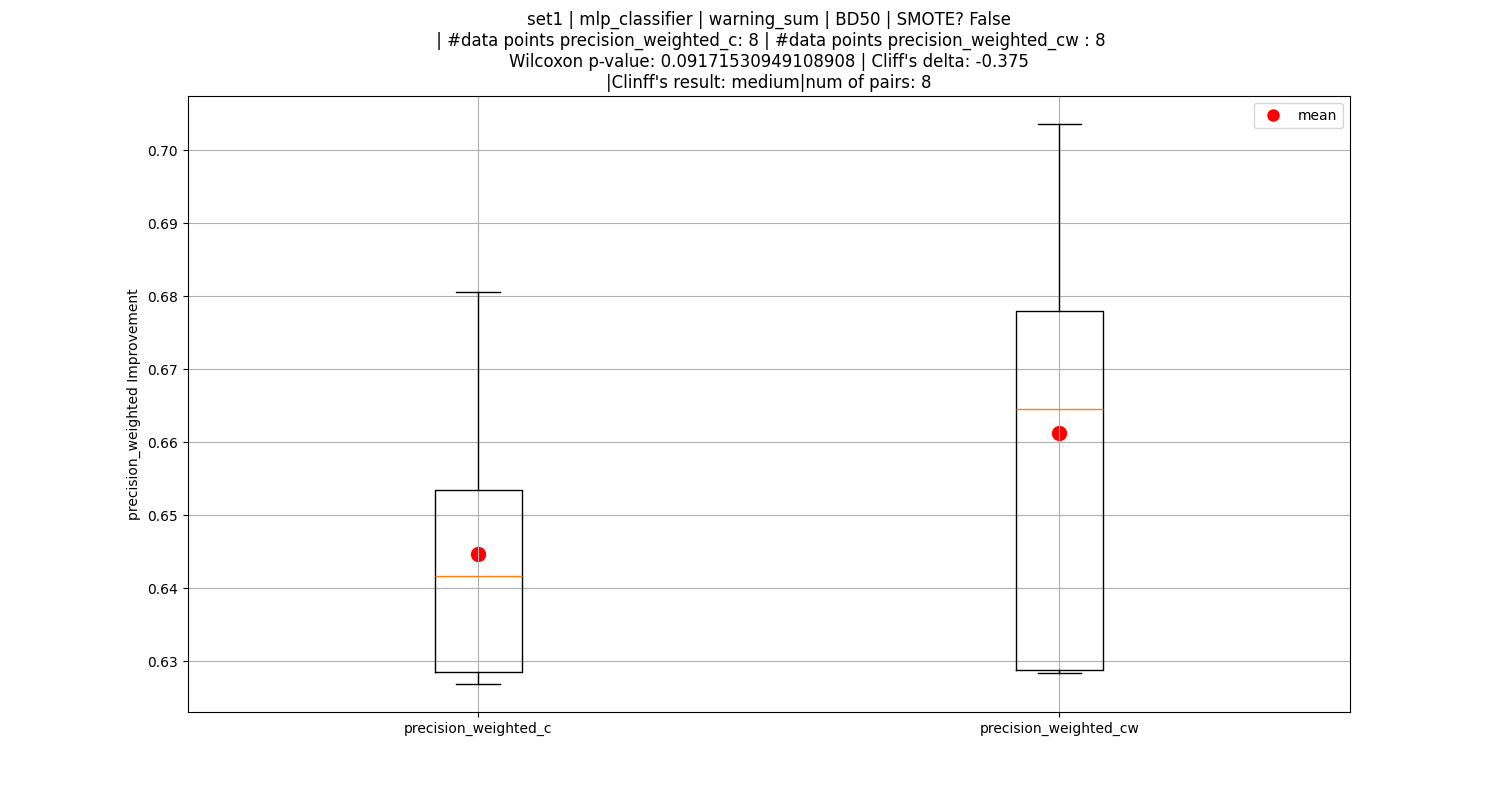 set1 | mlp_classifier | warning_sum | BD50 | SMOTE? False
| #data points precision_weighted_c: 8 | #data points precision_weighted_cw : 8
Wilcoxon p-value: 0.09171530949108908 | Cliff's delta: -0.375
|Clinff's result: medium|num of pairs: 8
mean
0.70
0.69
0.68
0.67
0.66
0.65
0.64
0.63
precision_weighted Improvement
precision_weighted_c
precision_weighted_cw